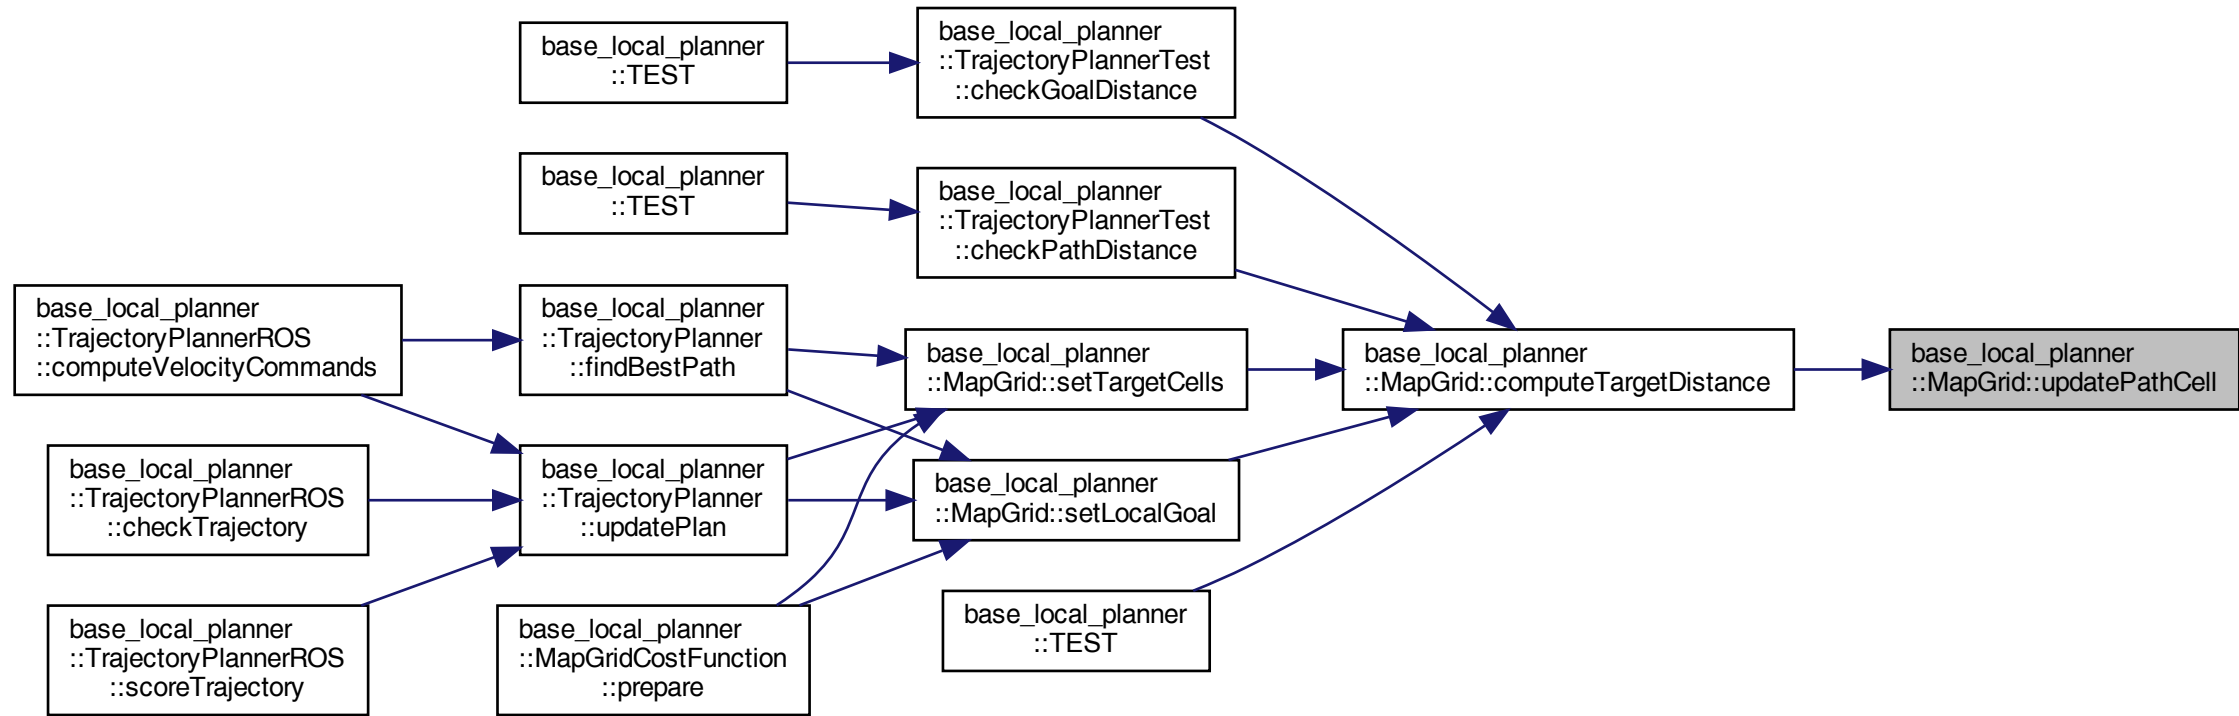 base_local_planner
::TEST
base_local_planner
::TrajectoryPlannerTest
::checkGoalDistance
base_local_planner
::TEST
base_local_planner
::TrajectoryPlannerTest
::checkPathDistance
base_local_planner
::TrajectoryPlannerROS
::computeVelocityCommands
base_local_planner
::TrajectoryPlanner
::findBestPath
base_local_planner
::MapGrid::setTargetCells
base_local_planner
::MapGrid::computeTargetDistance
base_local_planner
::MapGrid::updatePathCell
base_local_planner
::TrajectoryPlannerROS
::checkTrajectory
base_local_planner
::TrajectoryPlanner
::updatePlan
base_local_planner
::MapGrid::setLocalGoal
base_local_planner
::TrajectoryPlannerROS
::scoreTrajectory
base_local_planner
::MapGridCostFunction
::prepare
base_local_planner
::TEST